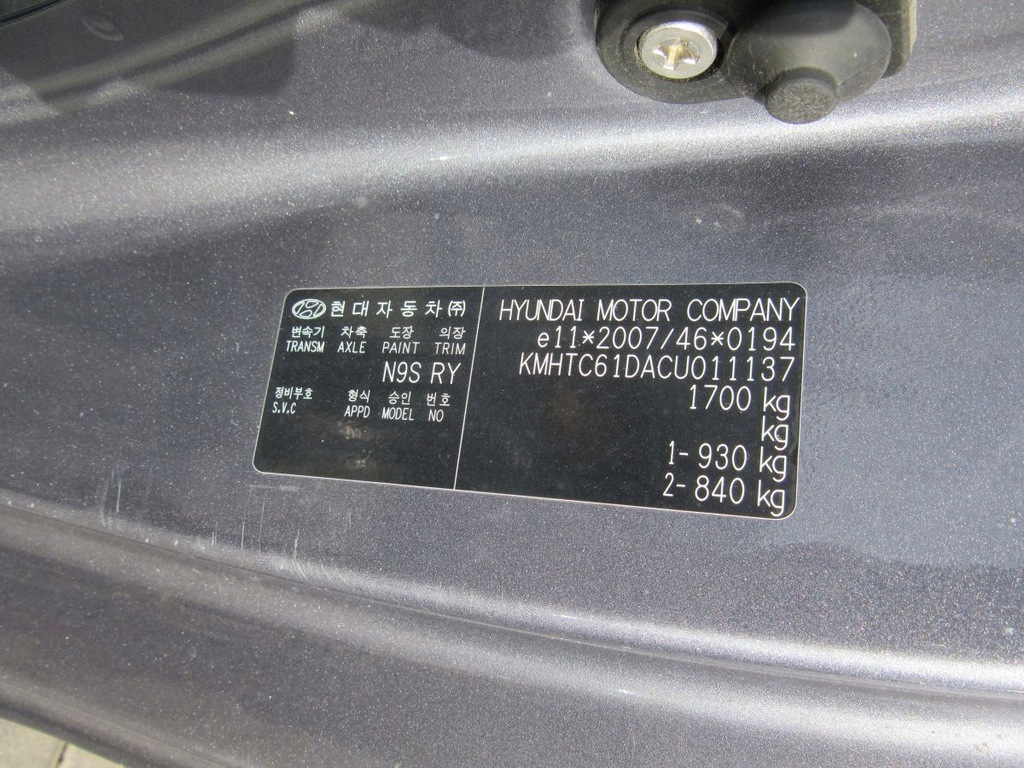 현대자동차(주)
변속기 차축 도장 의장
TRANSM AXLE PAINT TRIM
N9S RY
정비부호 형식 승인 번호
S.V.C APPD MODEL NO
HYUNDAI MOTOR COMPANY
e11*2007/46*0194
KMHTC61DACU011137
1700 kg
kg
1- 930 kg
2- 840 kg